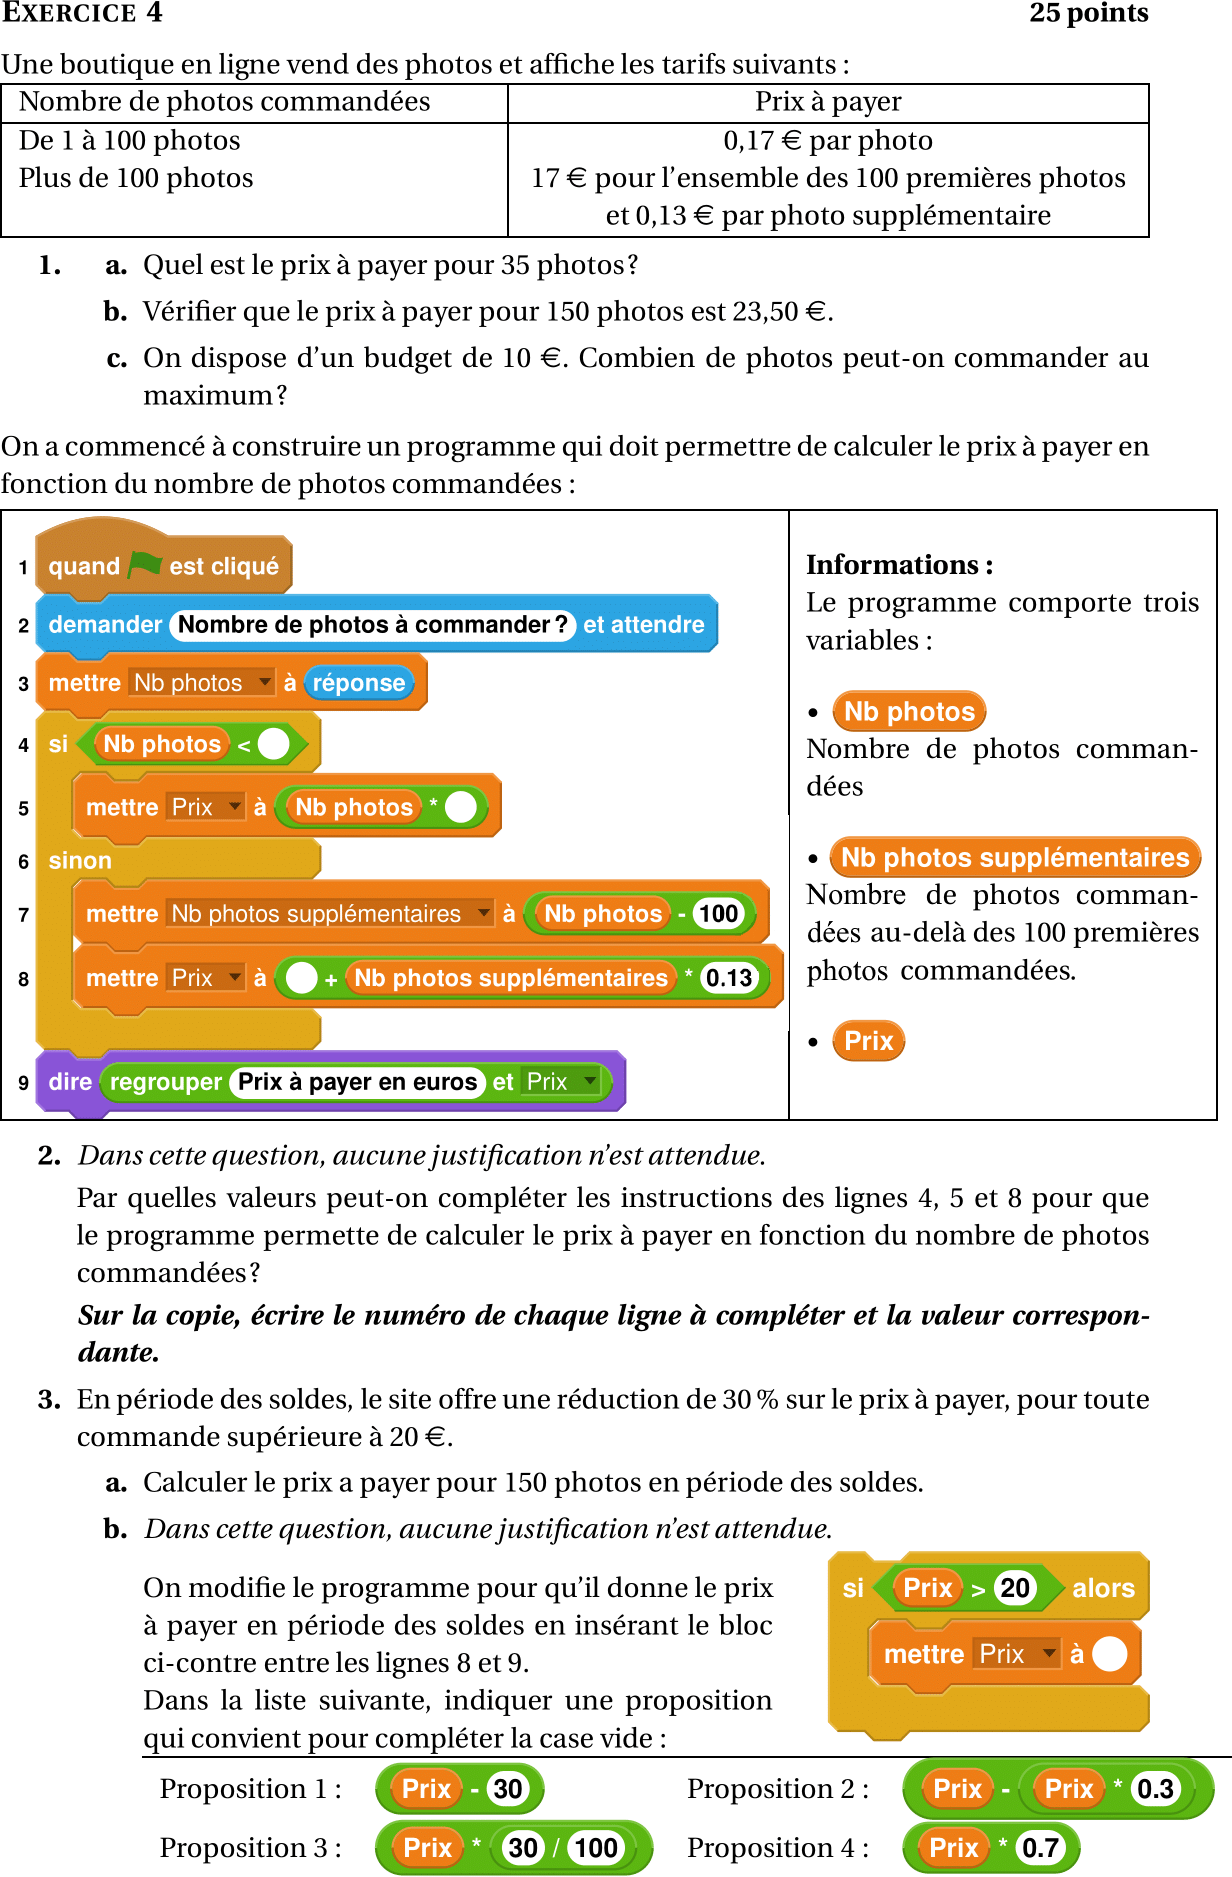 EXERCICE 4 25 points
Une boutique en ligne vend des photos et affiche les tarifs suivants :
Nombre de photos commandées Prix à payer
De 1 à 100 photos 0,17 € par photo
Plus de 100 photos 17 € pour l'ensemble des 100 premières photos
et 0,13 € par photo supplémentaire
1. a. Quel est le prix à payer pour 35 photos ?
b. Vérifier que le prix à payer pour 150 photos est 23,50 €.
c. On dispose d'un budget de 10 €. Combien de photos peut-on commander au
maximum ?
On a commencé à construire un programme qui doit permettre de calculer le prix à payer en
fonction du nombre de photos commandées :
1 quand est cliqué
2 demander Nombre de photos à commander ? et attendre
3 mettre Nb photos à réponse
4 si Nb photos <
5 mettre Prix à Nb photos *
6 sinon
7 mettre Nb photos supplémentaires à Nb photos - 100
8 mettre Prix à + Nb photos supplémentaires * 0.13
9 dire regrouper Prix à payer en euros et Prix
Informations :
Le programme comporte trois
variables :
• Nb photos
Nombre de photos comman-
dées
• Nb photos supplémentaires
Nombre de photos comman-
dées au-delà des 100 premières
photos commandées.
• Prix
2. Dans cette question, aucune justification n'est attendue.
Par quelles valeurs peut-on compléter les instructions des lignes 4, 5 et 8 pour que
le programme permette de calculer le prix à payer en fonction du nombre de photos
commandées ?
Sur la copie, écrire le numéro de chaque ligne à compléter et la valeur correspon-
dante.
3. En période des soldes, le site offre une réduction de 30 % sur le prix à payer, pour toute
commande supérieure à 20 €.
a. Calculer le prix a payer pour 150 photos en période des soldes.
b. Dans cette question, aucune justification n'est attendue.
On modifie le programme pour qu'il donne le prix
à payer en période des soldes en insérant le bloc
ci-contre entre les lignes 8 et 9.
Dans la liste suivante, indiquer une proposition
qui convient pour compléter la case vide :
si Prix > 20 alors
mettre Prix à
Proposition 1 : Prix - 30 Proposition 2 : Prix - Prix * 0.3
Proposition 3 : Prix * 30 / 100 Proposition 4 : Prix * 0.7